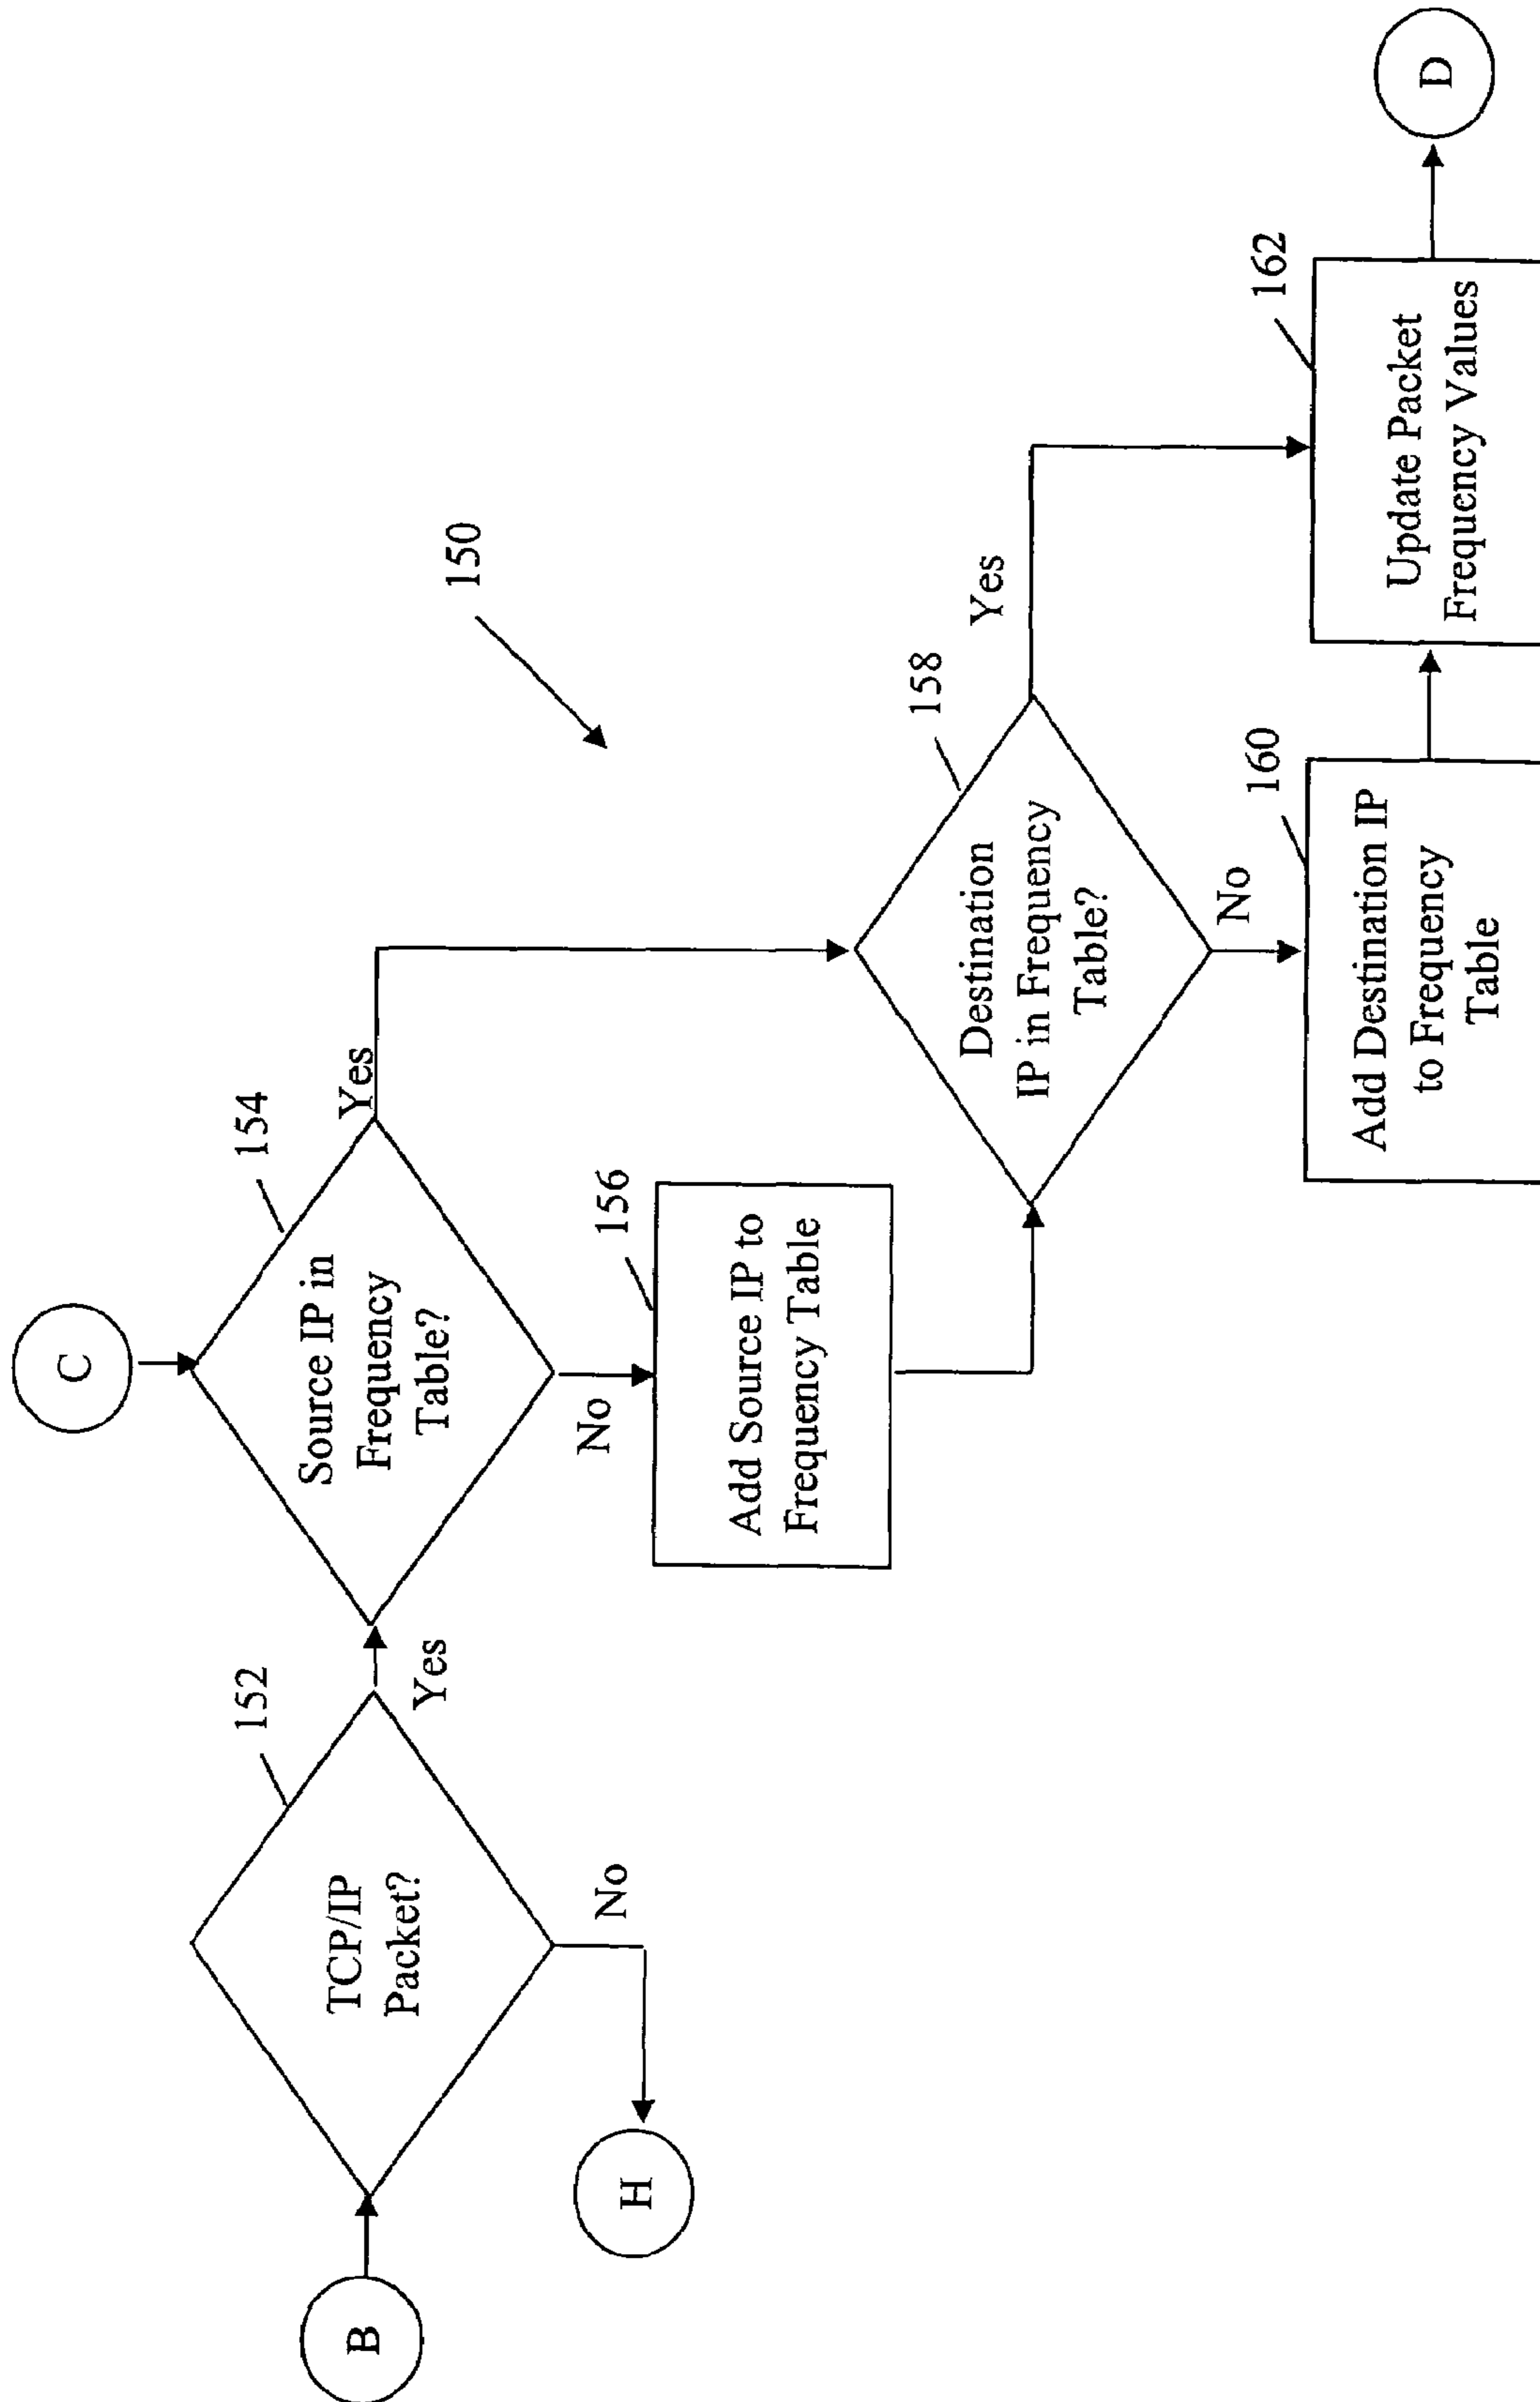 B
152
TCP/IP
Packet?
Yes
No
H
C
154
Source IP in
Frequency
Table?
Yes
No
156
Add Source IP to
Frequency Table
150
158
Destination
IP in Frequency
Table?
Yes
No
160
Add Destination IP
to Frequency
Table
162
Update Packet
Frequency Values
D